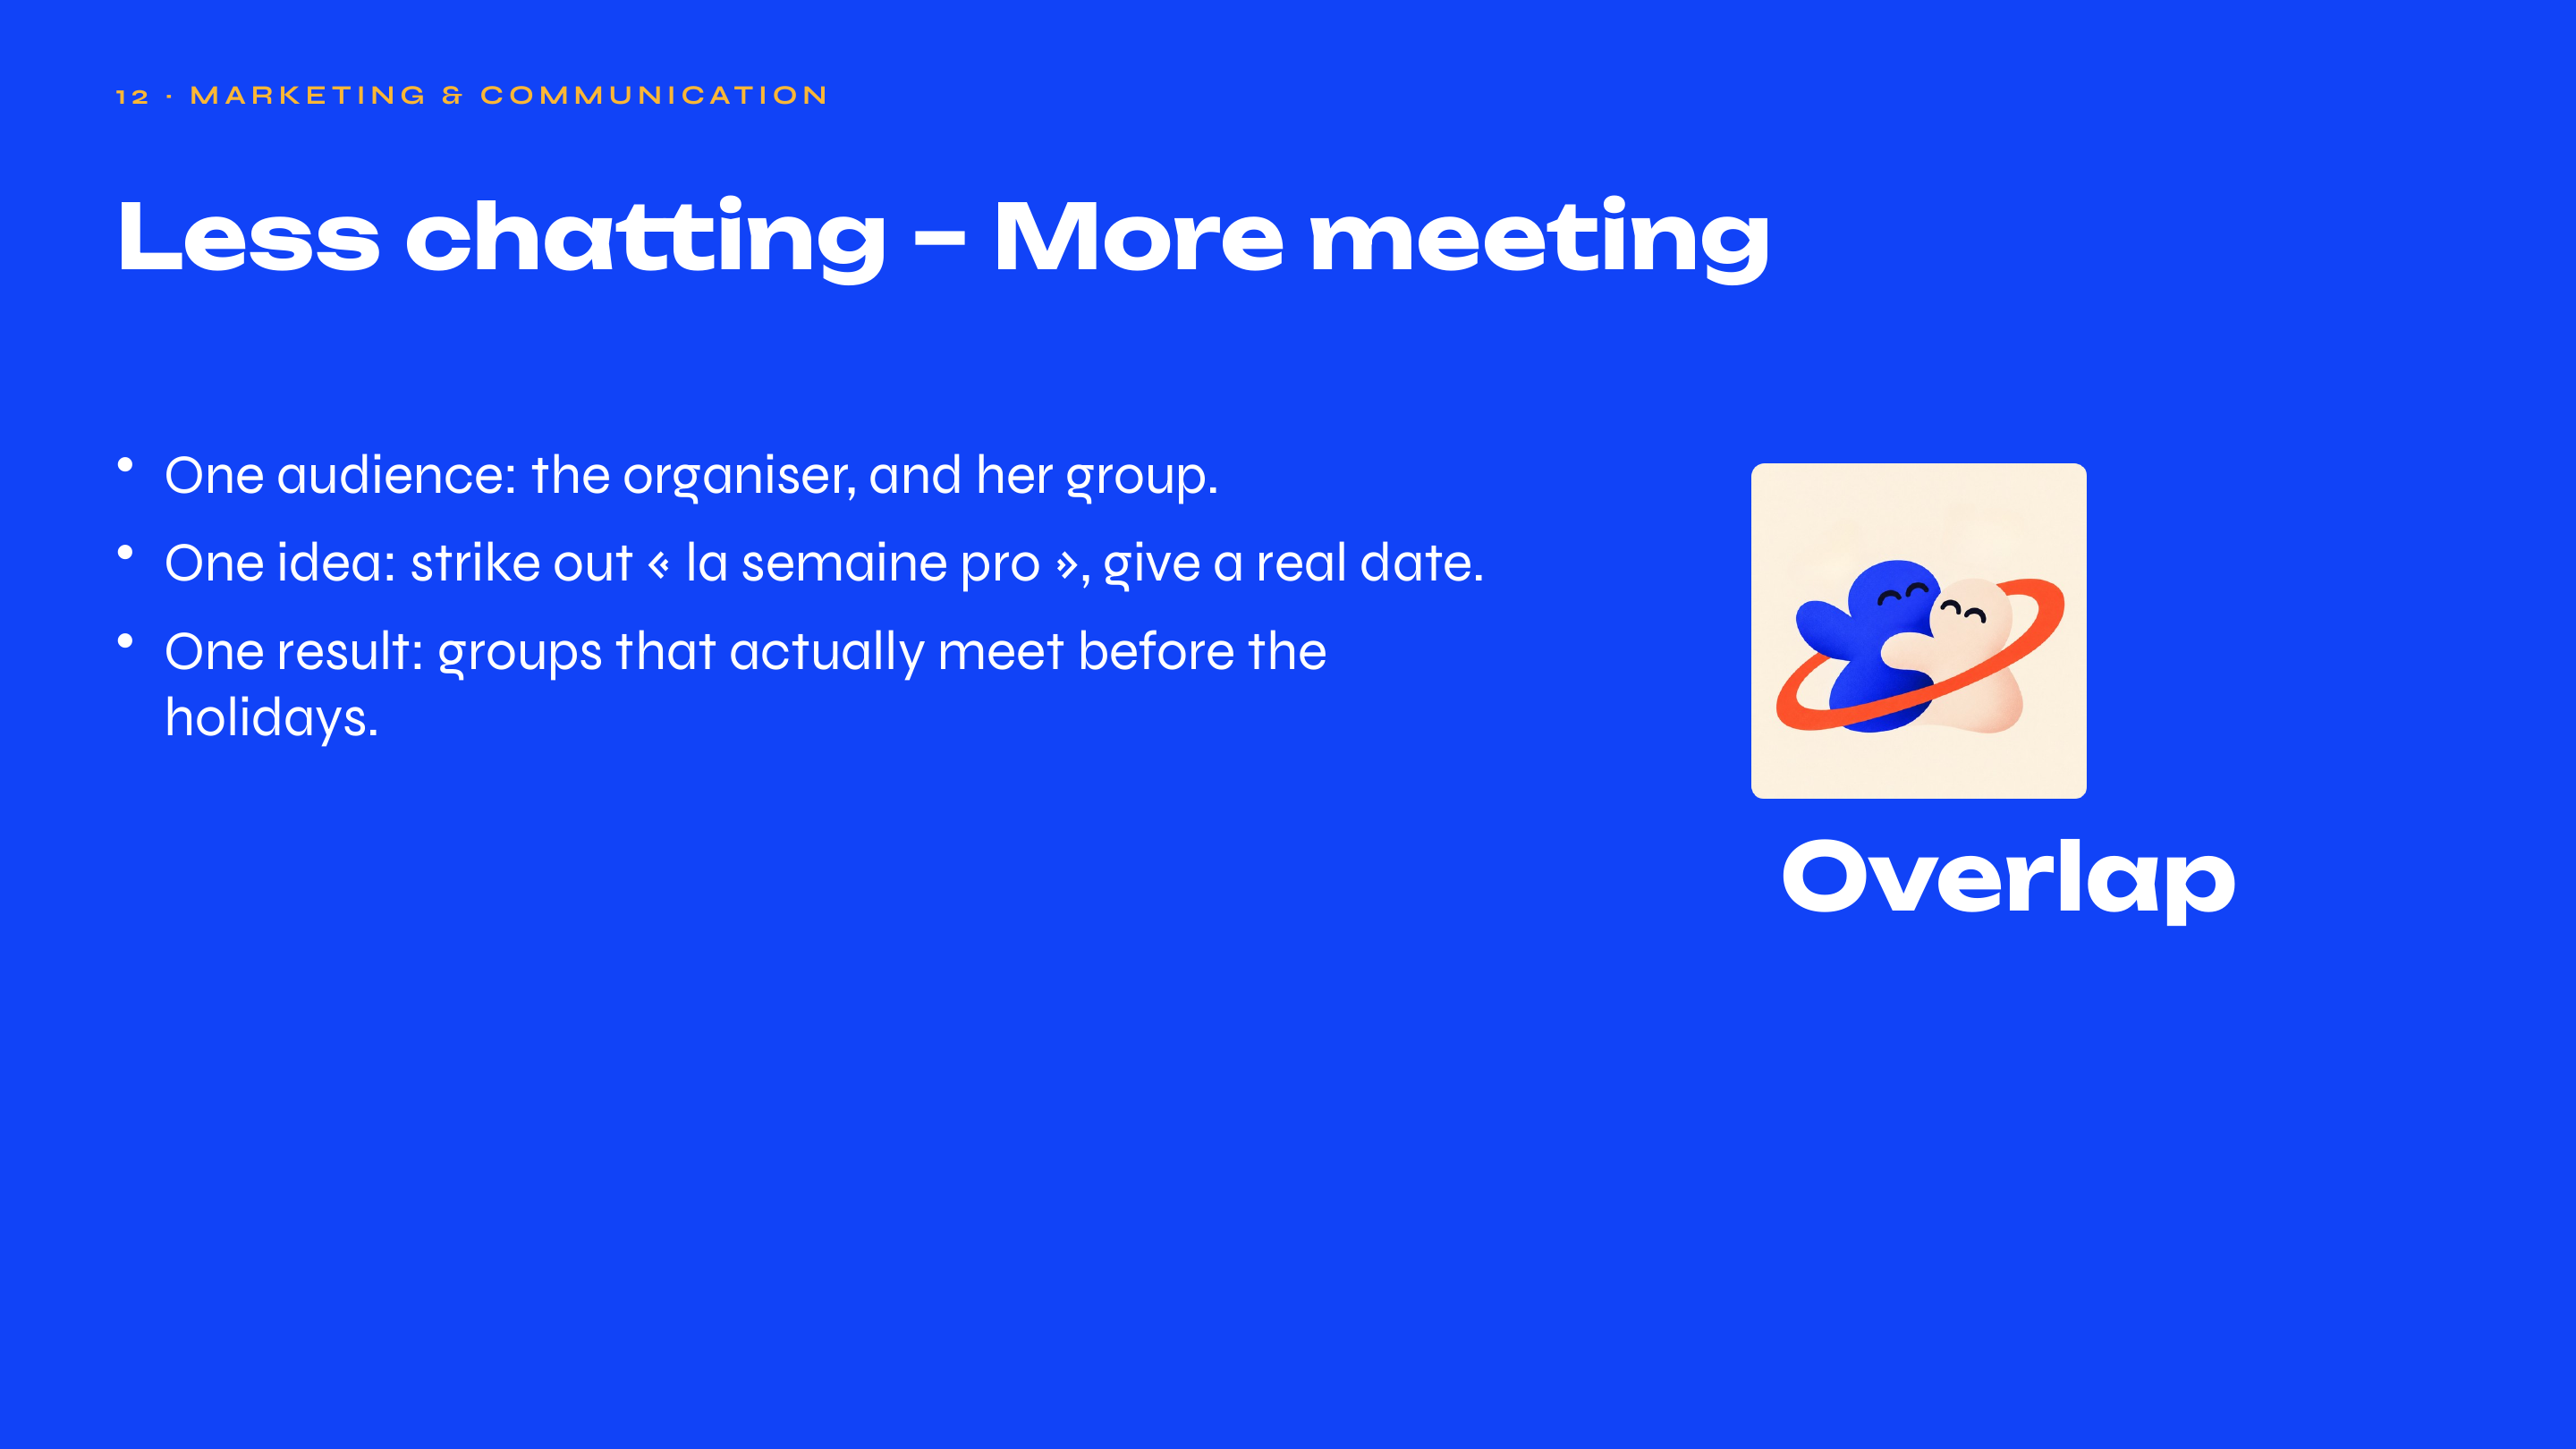 12 · MARKETING & COMMUNICATION
Less chatting – More meeting
• One audience: the organiser, and her group.
• One idea: strike out « la semaine pro », give a real date.
• One result: groups that actually meet before the
holidays.
Overlap